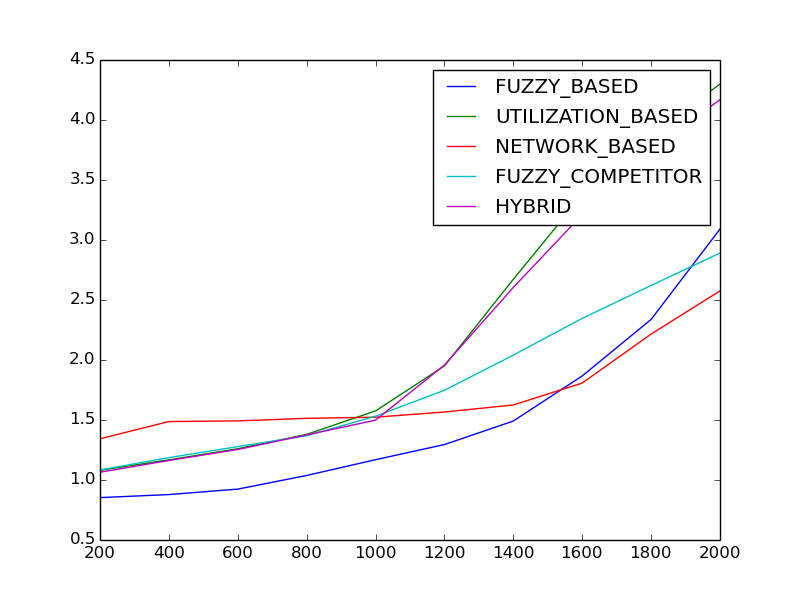 4.5
4.0
3.5
3.0
2.5
2.0
1.5
1.0
0.5
200 400 600 800 1000 1200 1400 1600 1800 2000
FUZZY_BASED
UTILIZATION_BASED
NETWORK_BASED
FUZZY_COMPETITOR
HYBRID